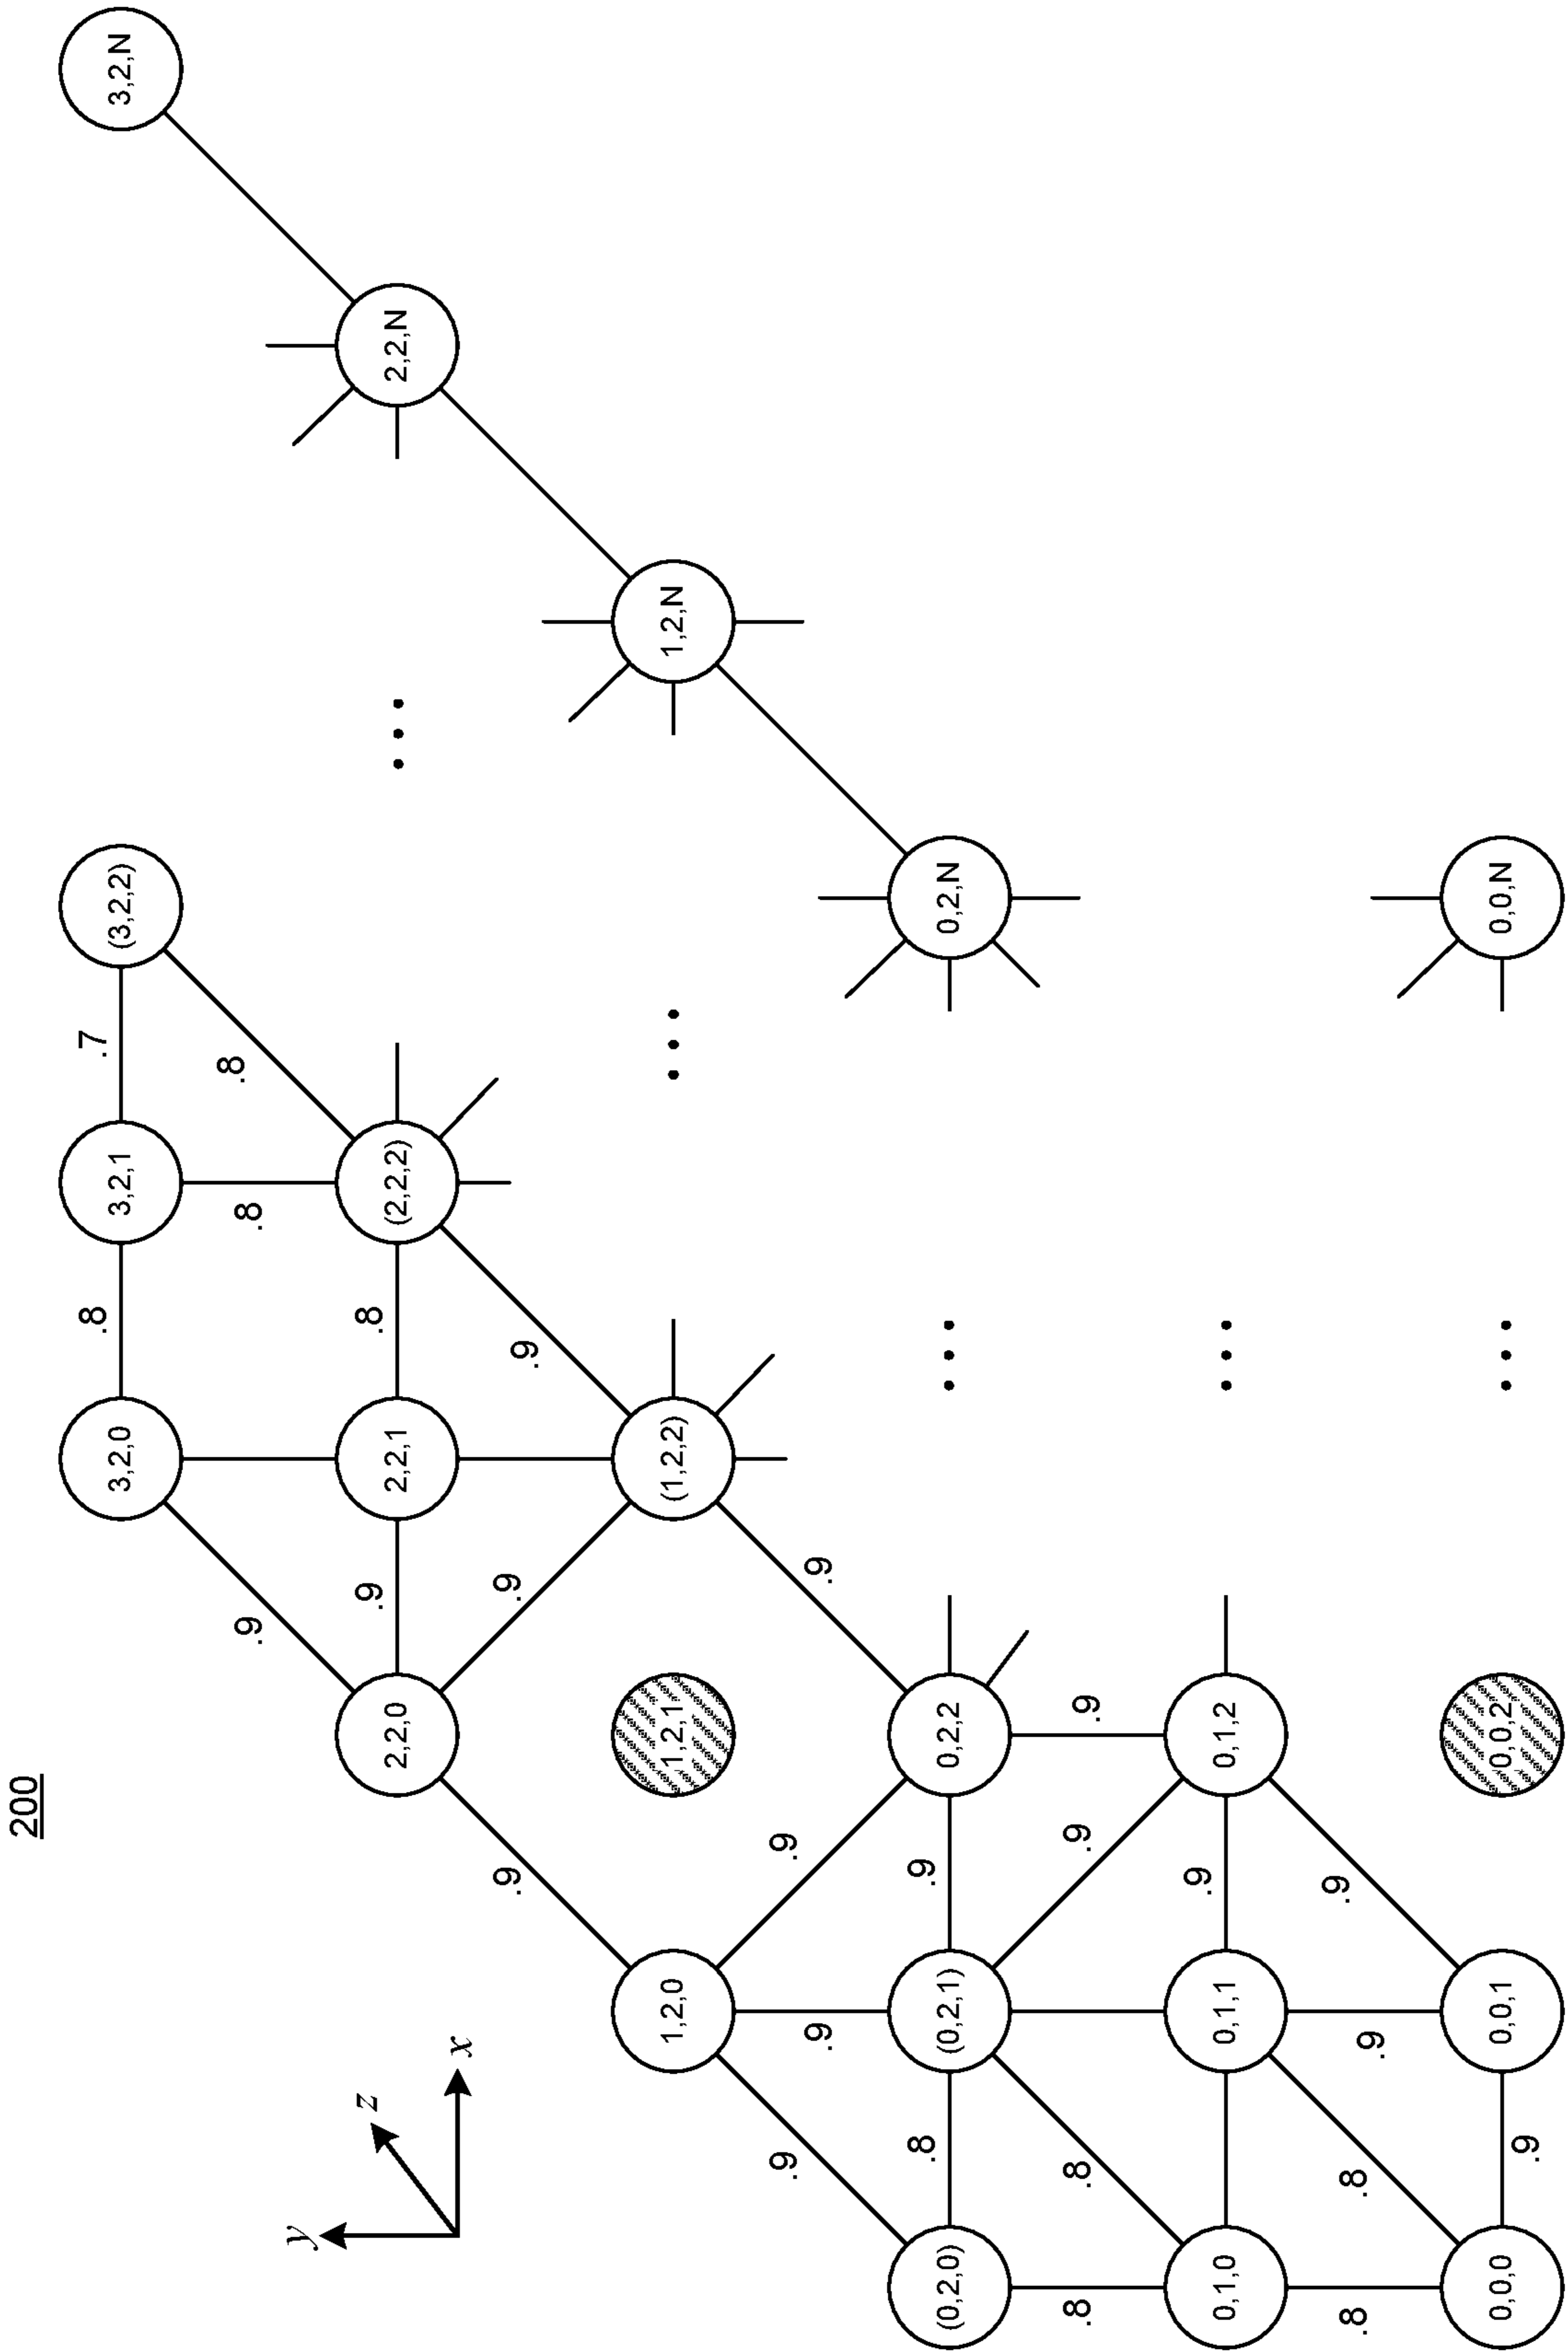 200
.8 .7
3,2,0 3,2,1 (3,2,2) 3,2,N
.9 .8 .8
y
z
.9 .8
2,2,0 2,2,1 (2,2,2) ... 2,2,N
x
.9 .9 .9
1,2,0 1,2,1 (1,2,2) ... 1,2,N
.9 .9 .9 .9
.8 .9
(0,2,0) (0,2,1) 0,2,2 ... 0,2,N
.8 .8 .9 .9
.9
0,1,0 0,1,1 0,1,2 ...
.8 .8 .9 .9
0,0,0 0,0,1 0,0,2 ... 0,0,N
.9